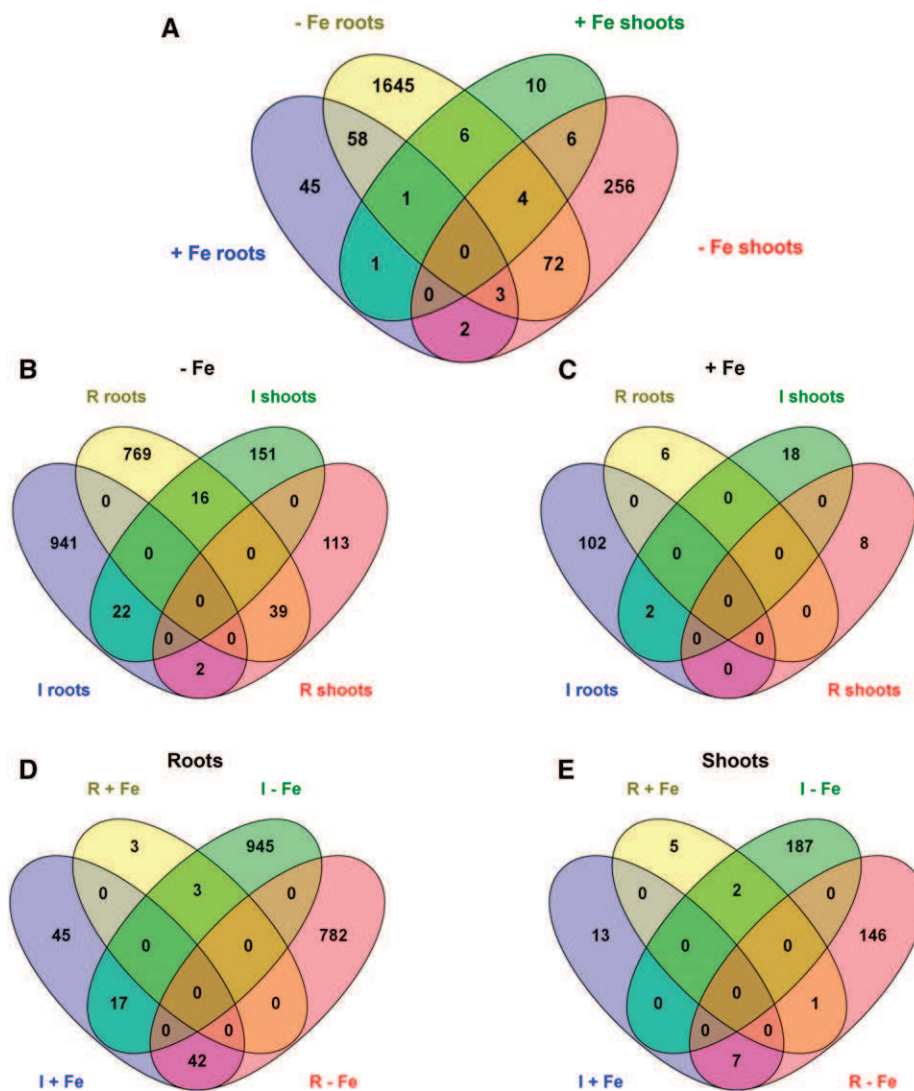 A
- Fe roots + Fe shoots
1645 10
58 6 6
45 1 4 256
+ Fe roots 0 - Fe shoots
1 72
0 3
2
B - Fe
R roots I shoots
769 151
0 16 0
941 0 0 113
0
22 39
0 0
2
I roots R shoots
C + Fe
R roots I shoots
6 18
0 0 0
102 0 0 8
0
2 0
0 0
0
I roots R shoots
D Roots
R + Fe I - Fe
3 945
0 3 0
45 0 0 782
0
17 0
0 0
42
I + Fe R - Fe
E Shoots
R + Fe I - Fe
5 187
0 2 0
13 0 0 146
0
0 1
0 0
7
I + Fe R - Fe